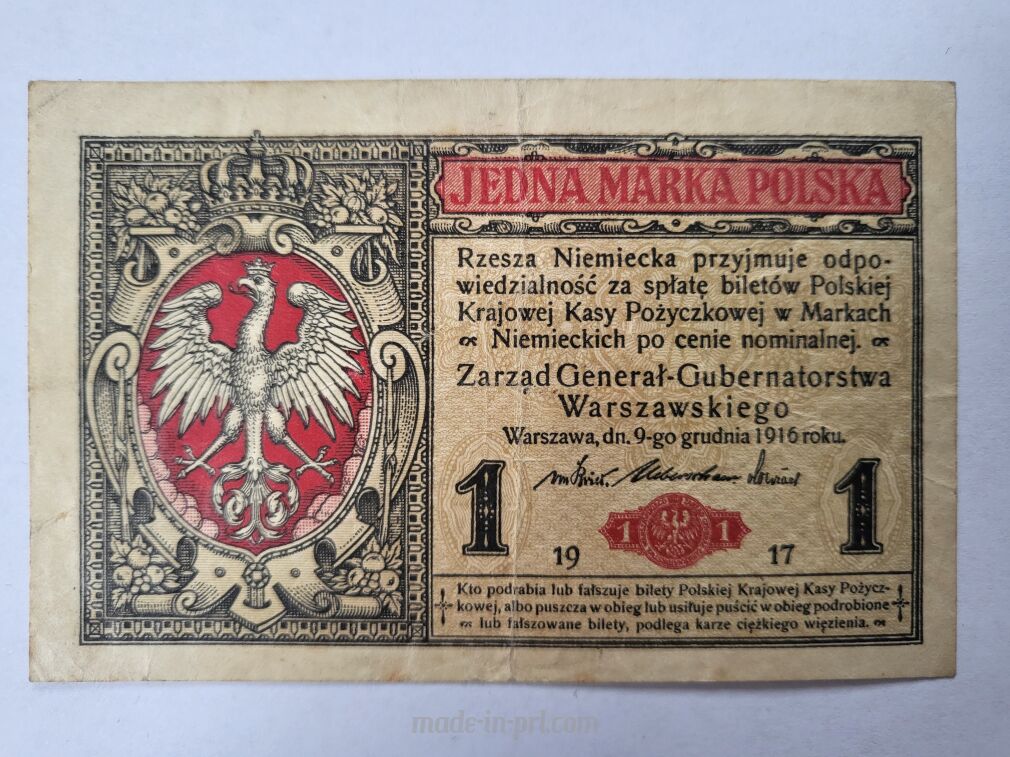 JEDNA MARKA POLSKA
Rzesza Niemiecka przyjmuje odpo-
wiedzialność za spłatę biletów Polskiej
Krajowej Kasy Pożyczkowej w Markach
Niemieckich po cenie nominalnej.
Zarząd Generał-Gubernatorstwa
Warszawskiego
Warszawa, dn. 9-go grudnia 1916 roku.
1 1
1 1
19 17
Kto podrabia lub fałszuje bilety Polskiej Krajowej Kasy Pożycz-
kowej, albo puszcza w obieg lub usiłuje puścić w obieg podrobione
lub fałszowane bilety, podlega karze ciężkiego więzienia.
made-in-prl.com